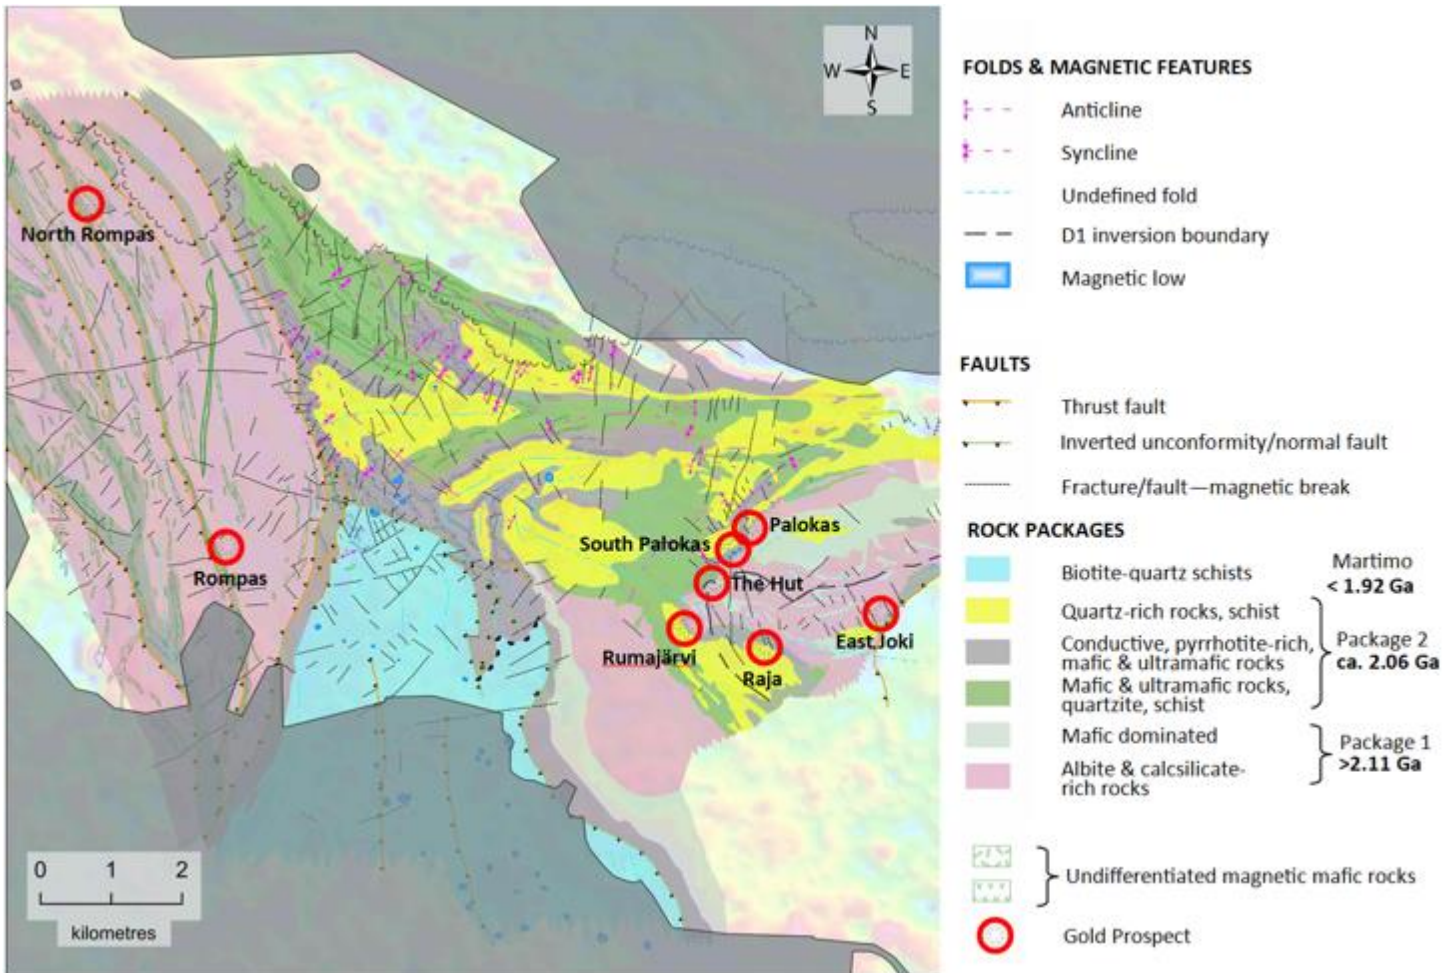 N
W E
S
North Rompas
Rompas
Palokas
South Palokas
The Hut
East Joki
Rumajärvi
Raja
0 1 2
kilometres
FOLDS & MAGNETIC FEATURES
Anticline
Syncline
Undefined fold
D1 inversion boundary
Magnetic low
FAULTS
Thrust fault
Inverted unconformity/normal fault
Fracture/fault—magnetic break
ROCK PACKAGES
Biotite-quartz schists
Martimo
< 1.92 Ga
Quartz-rich rocks, schist
Conductive, pyrrhotite-rich,
mafic & ultramafic rocks
Mafic & ultramafic rocks,
quartzite, schist
Package 2
ca. 2.06 Ga
Mafic dominated
Albite & calcsilicate-
rich rocks
Package 1
>2.11 Ga
Undifferentiated magnetic mafic rocks
Gold Prospect